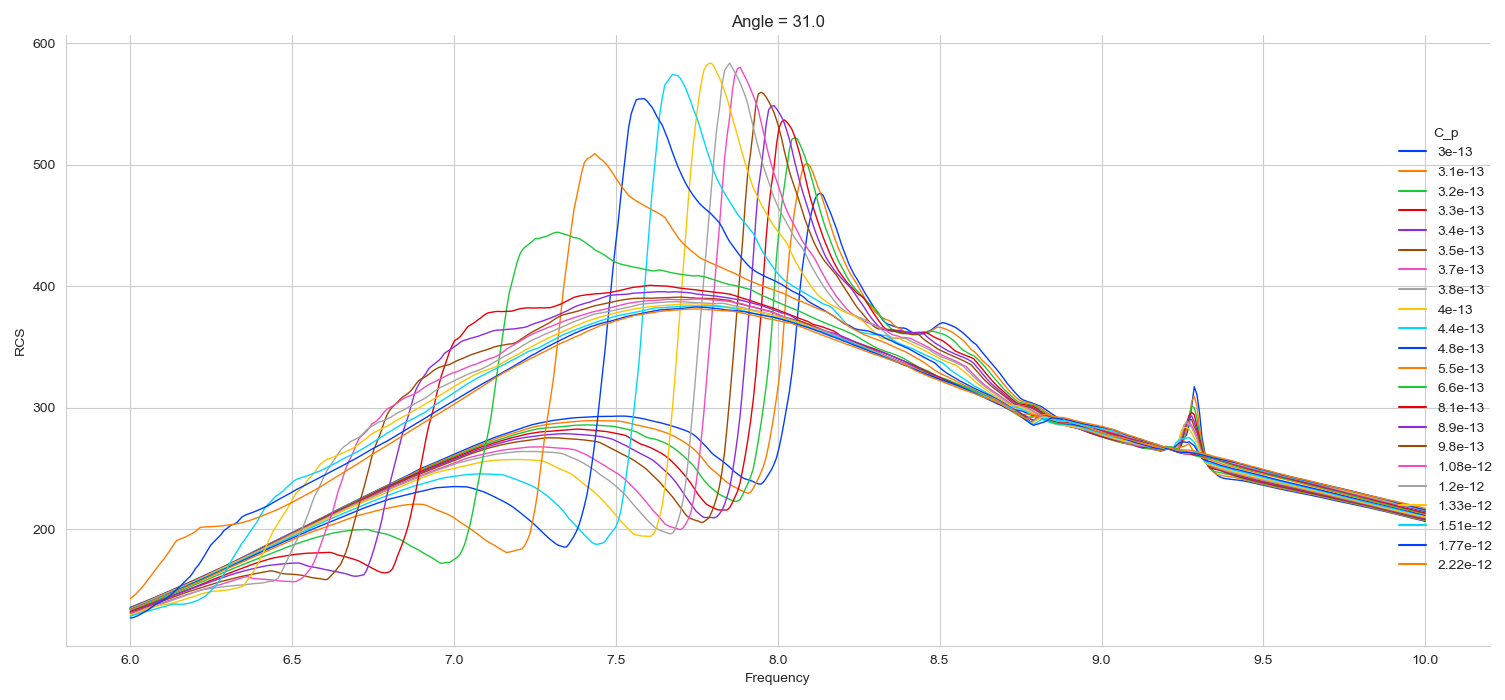 Angle = 31.0
600
500
400
300
200
RCS
6.0 6.5 7.0 7.5 8.0 8.5 9.0 9.5 10.0
Frequency
C_p
3e-13
3.1e-13
3.2e-13
3.3e-13
3.4e-13
3.5e-13
3.7e-13
3.8e-13
4e-13
4.4e-13
4.8e-13
5.5e-13
6.6e-13
8.1e-13
8.9e-13
9.8e-13
1.08e-12
1.2e-12
1.33e-12
1.51e-12
1.77e-12
2.22e-12